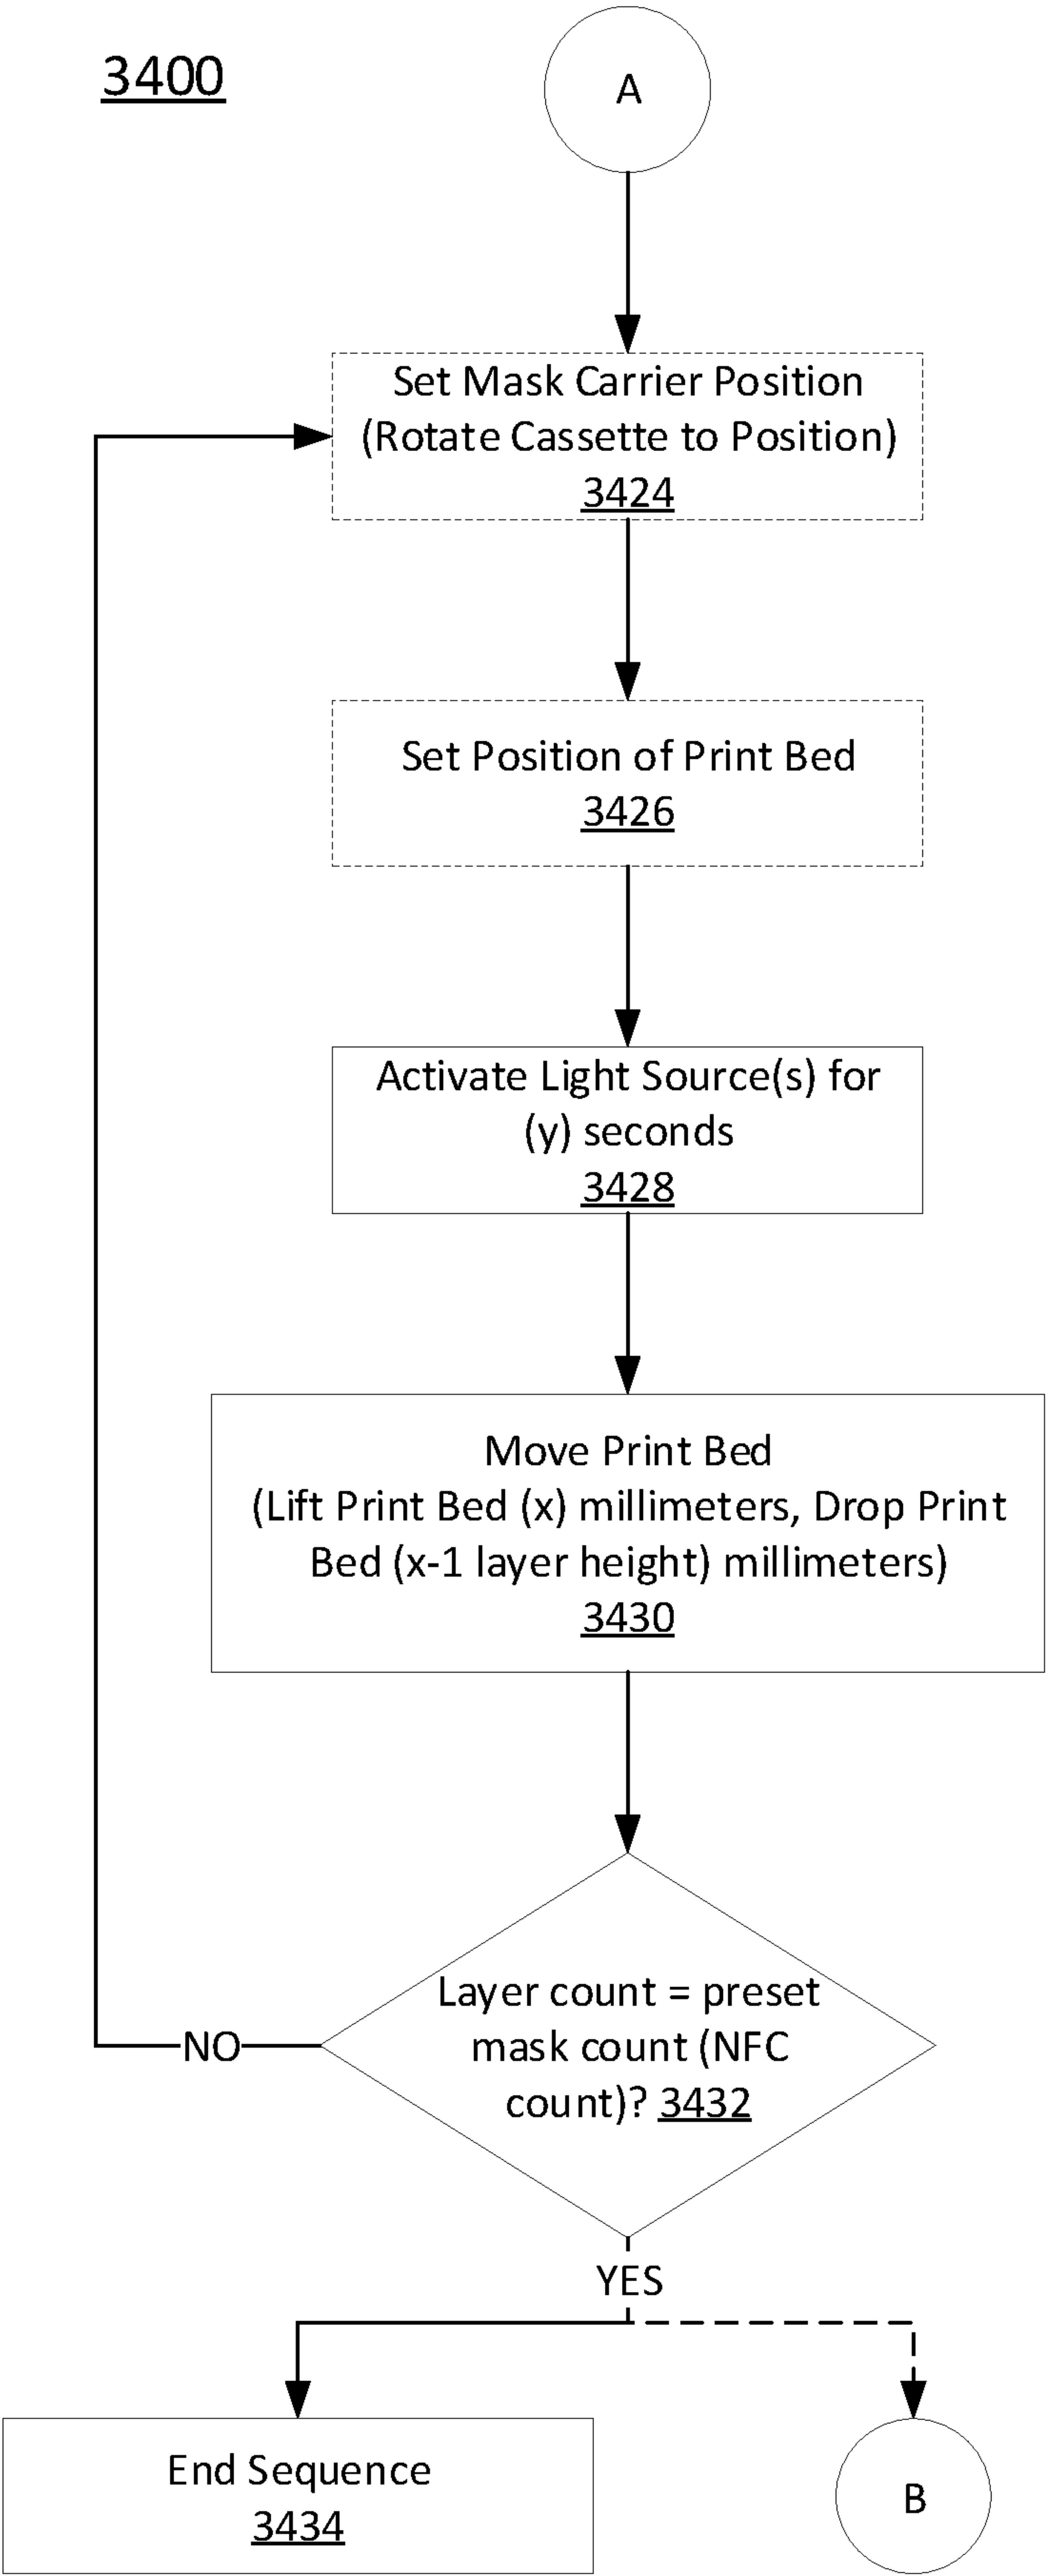 3400
A
Set Mask Carrier Position
(Rotate Cassette to Position)
3424
Set Position of Print Bed
3426
Activate Light Source(s) for
(y) seconds
3428
Move Print Bed
(Lift Print Bed (x) millimeters, Drop Print
Bed (x-1 layer height) millimeters)
3430
Layer count = preset
mask count (NFC
count)? 3432
NO
YES
End Sequence
3434
B